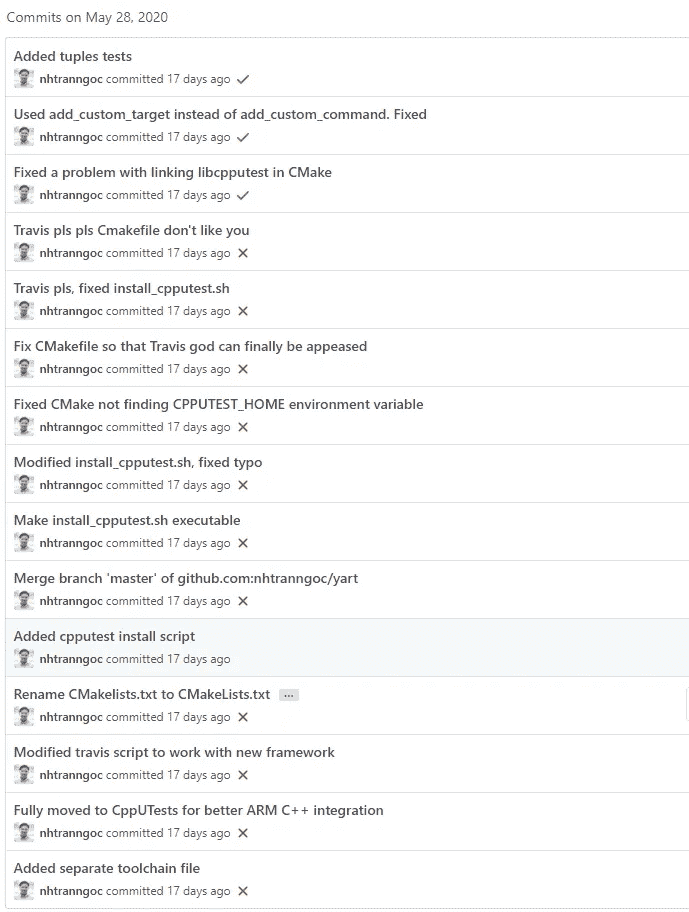 Commits on May 28, 2020
Added tuples tests
nhtranngoc committed 17 days ago
Used add_custom_target instead of add_custom_command. Fixed
nhtranngoc committed 17 days ago
Fixed a problem with linking libcpputest in CMake
nhtranngoc committed 17 days ago
Travis pls pls Cmakefile don't like you
nhtranngoc committed 17 days ago
Travis pls, fixed install_cpputest.sh
nhtranngoc committed 17 days ago
Fix CMakefile so that Travis god can finally be appeased
nhtranngoc committed 17 days ago
Fixed CMake not finding CPPUTEST_HOME environment variable
nhtranngoc committed 17 days ago
Modified install_cpputest.sh, fixed typo
nhtranngoc committed 17 days ago
Make install_cpputest.sh executable
nhtranngoc committed 17 days ago
Merge branch 'master' of github.com:nhtranngoc/yart
nhtranngoc committed 17 days ago
Added cpputest install script
nhtranngoc committed 17 days ago
Rename CMakelists.txt to CMakeLists.txt ...
nhtranngoc committed 17 days ago
Modified travis script to work with new framework
nhtranngoc committed 17 days ago
Fully moved to CppUTests for better ARM C++ integration
nhtranngoc committed 17 days ago
Added separate toolchain file
nhtranngoc committed 17 days ago